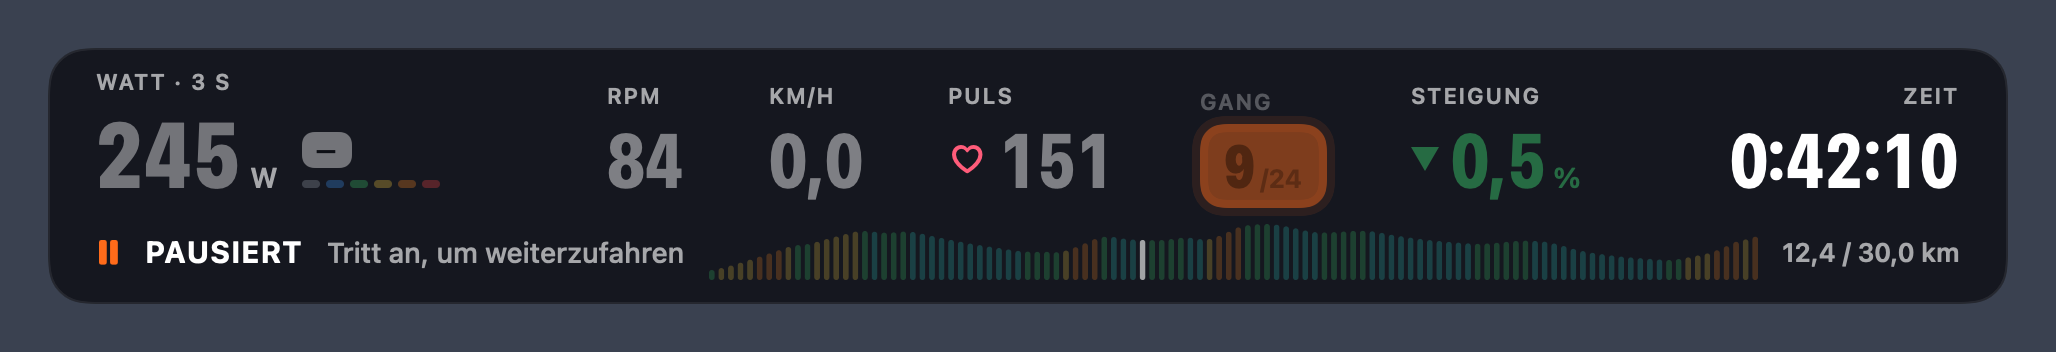 WATT · 3 S
245 W –
RPM
84
KM/H
0,0
PULS
151
GANG
9/24
STEIGUNG
0,5 %
ZEIT
0:42:10
PAUSIERT Tritt an, um weiterzufahren
12,4 / 30,0 km